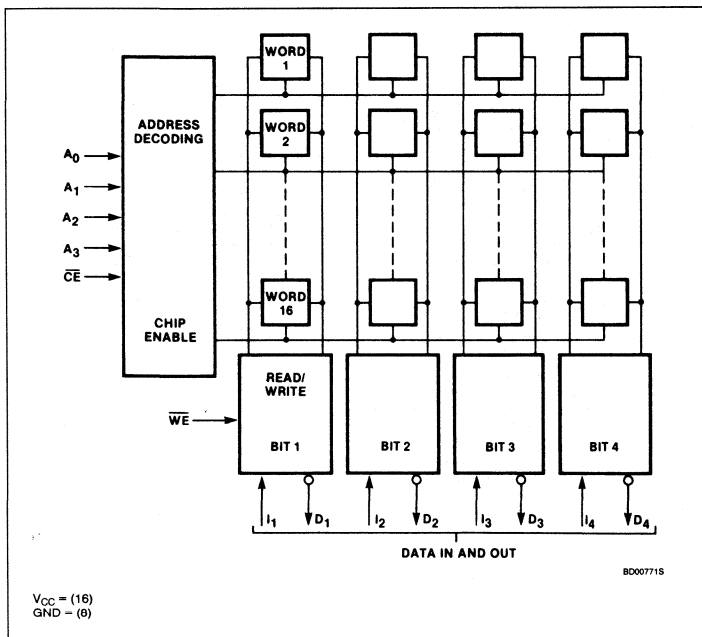 WORD
1
ADDRESS
DECODING
WORD
2
A0
A1
A2
A3
CE
WORD
16
CHIP
ENABLE
READ/
WRITE
WE
BIT 1
BIT 2
BIT 3
BIT 4
I1
D1
I2
D2
I3
D3
I4
D4
DATA IN AND OUT
BD00771S
VCC = (16)
GND = (8)